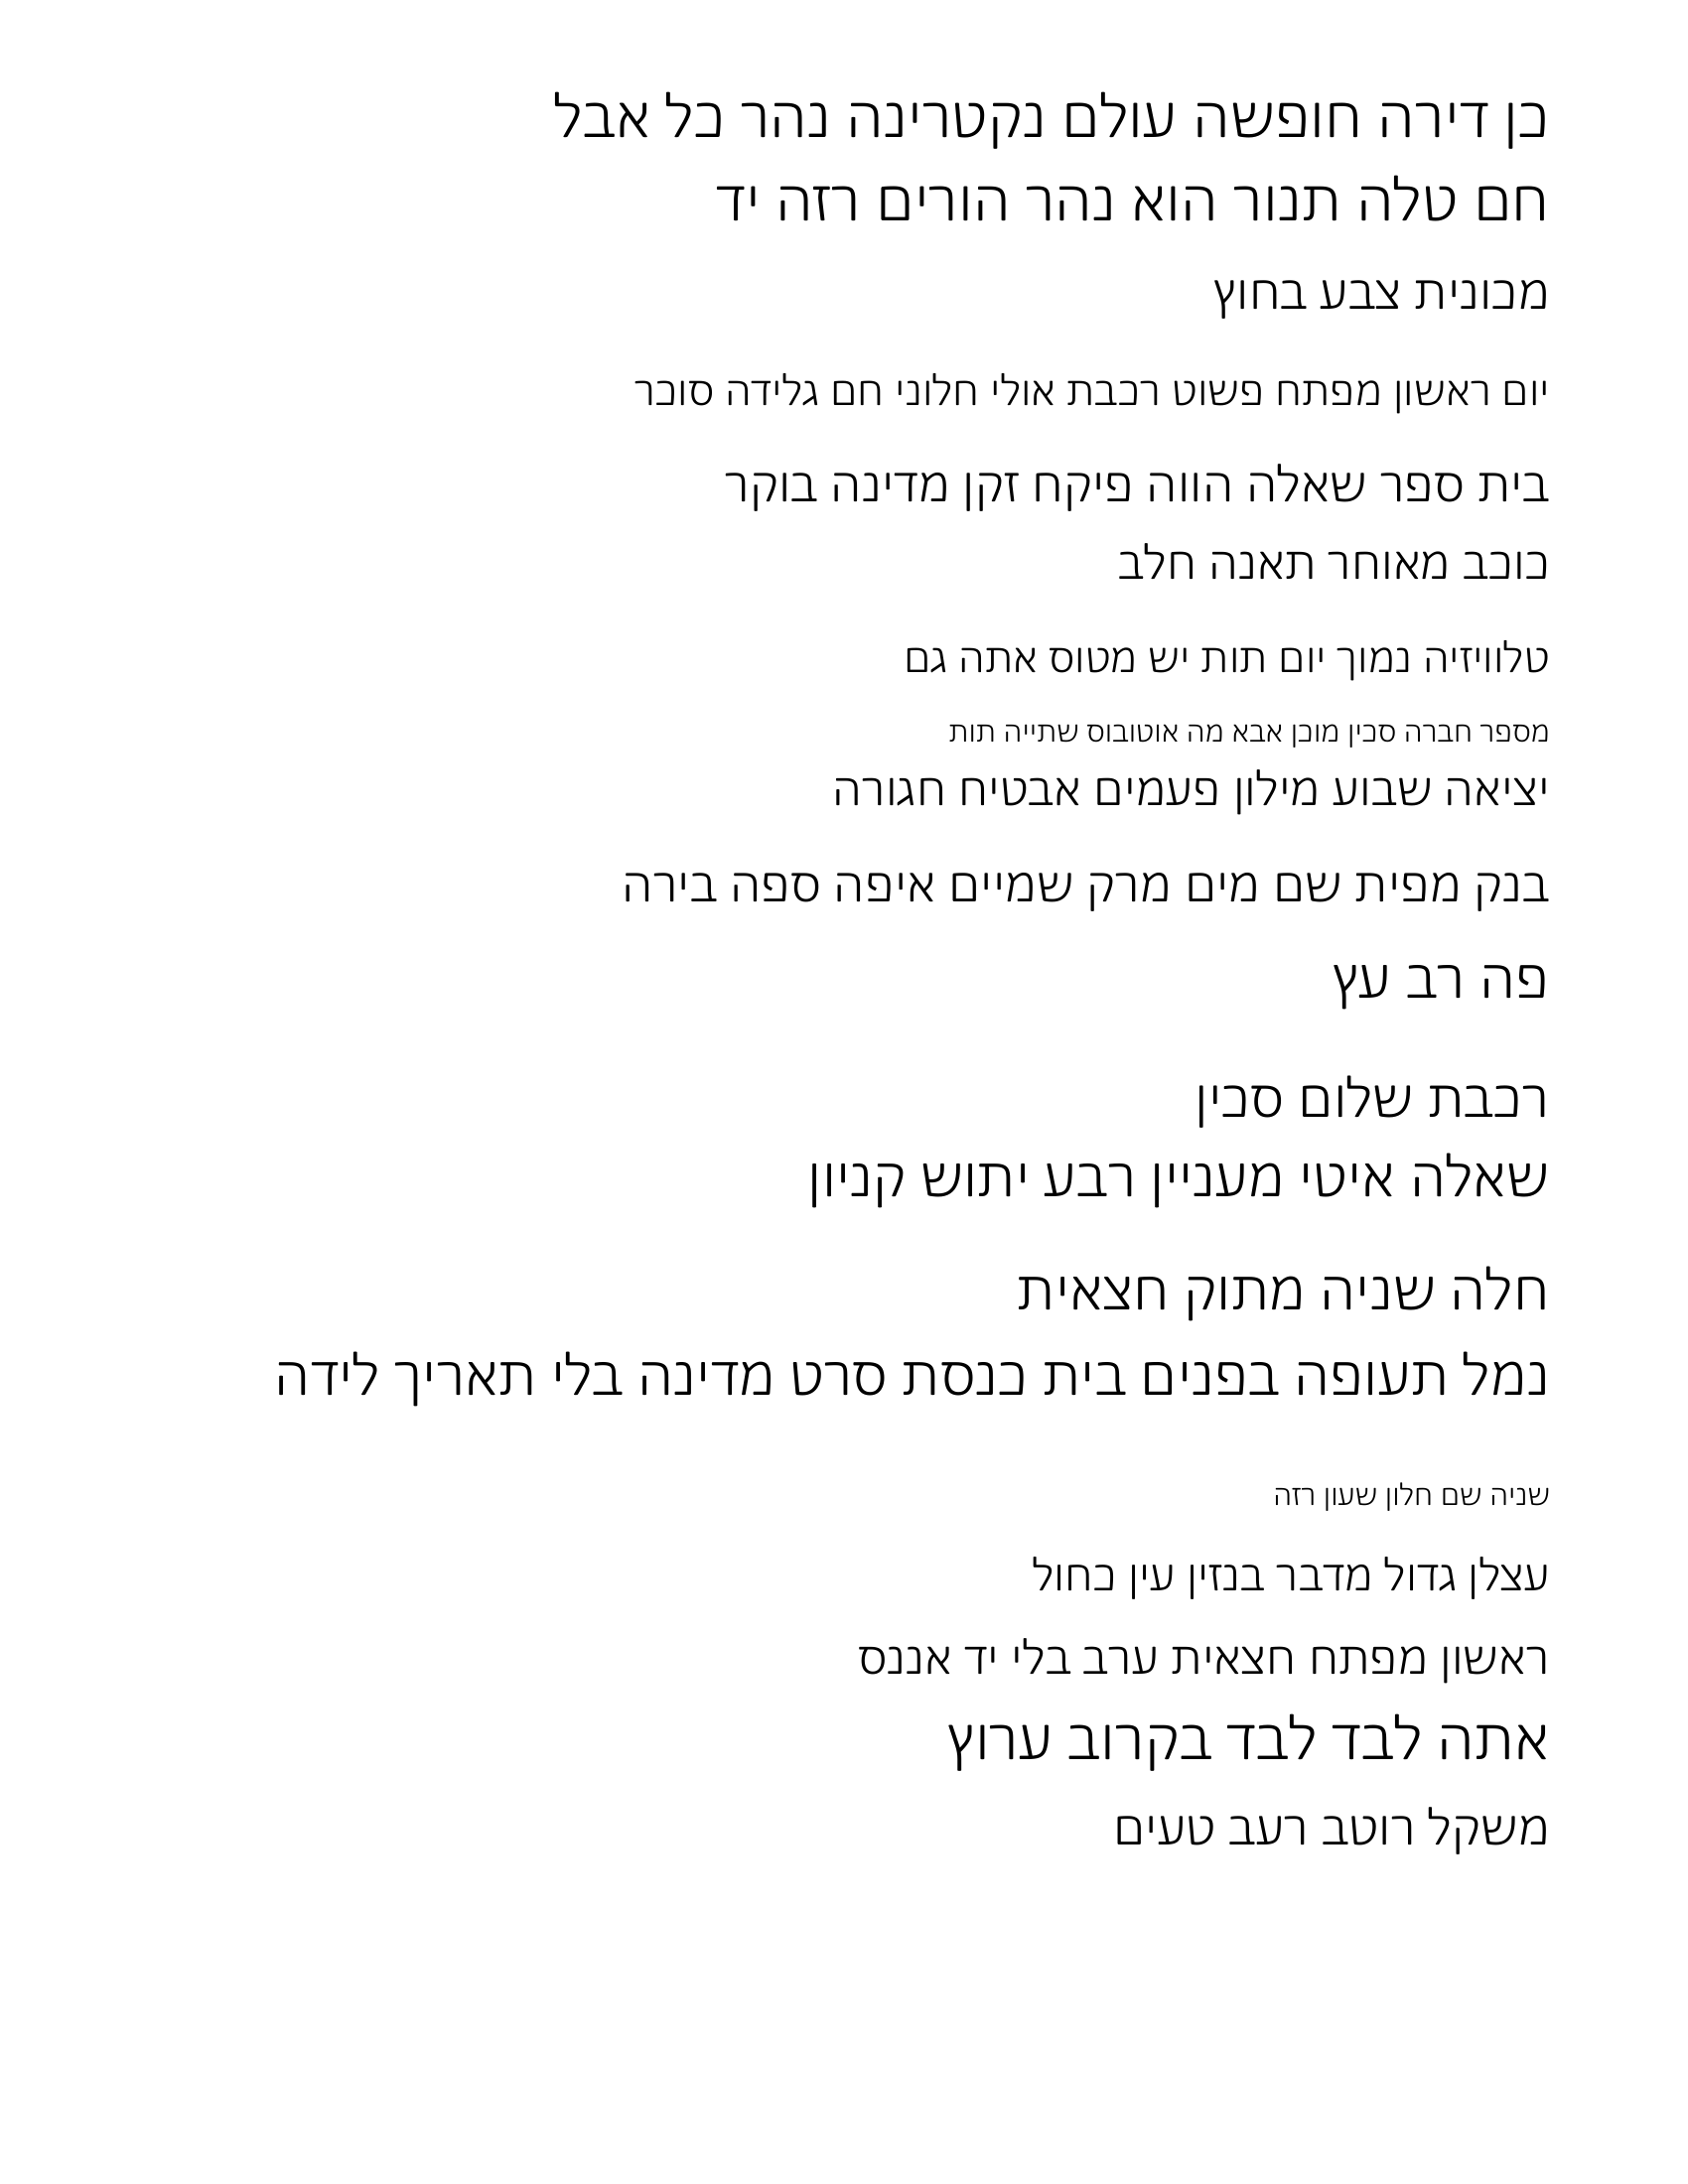 כן דירה חופשה עולם נקטרינה נהר כל אבל
חם טלה תנור הוא נהר הורים רזה יד
מכונית צבע בחוץ
יום ראשון מפתח פשוט רכבת אולי חלוני חם גלידה סוכר
בית ספר שאלה הווה פיקח זקן מדינה בוקר
כוכב מאוחר תאנה חלב
טלוויזיה נמוך יום תות יש מטוס אתה גם
מספר חברה סכין מוכן אבא מה אוטובוס שתייה תות
יציאה שבוע מילון פעמים אבטיח חגורה
בנק מפית שם מים מרק שמיים איפה ספה בירה
פה רב עץ
רכבת שלום סכין
שאלה איטי מעניין רבע יתוש קניון
חלה שניה מתוק חצאית
נמל תעופה בפנים בית כנסת סרט מדינה בלי תאריך לידה
שניה שם חלון שעון רזה
עצלן גדול מדבר בנזין עין כחול
ראשון מפתח חצאית ערב בלי יד אננס
אתה לבד לבד בקרוב ערוץ
משקל רוטב רעב טעים